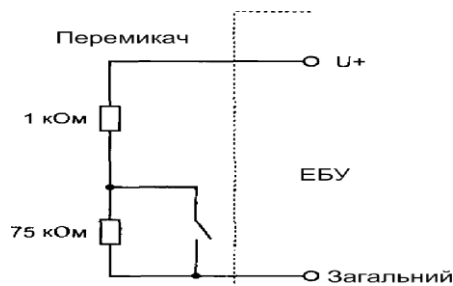 Перемикач
U+
1 кОм
ЕБУ
75 кОм
Загальний